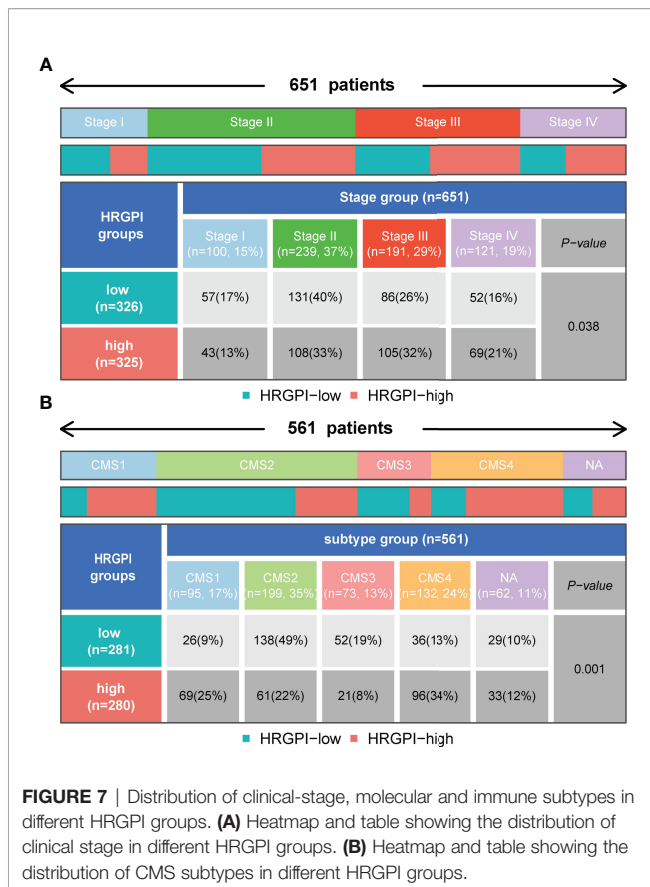 A
651 patients
Stage I Stage II Stage III Stage IV
HRGPI groups
Stage group (n=651)
Stage I (n=100, 15%)
Stage II (n=239, 37%)
Stage III (n=191, 29%)
Stage IV (n=121, 19%)
P-value
low (n=326)
57(17%) 131(40%) 86(26%) 52(16%)
0.038
high (n=325)
43(13%) 108(33%) 105(32%) 69(21%)
HRGPI-low HRGPI-high
B
561 patients
CMS1 CMS2 CMS3 CMS4 NA
HRGPI groups
subtype group (n=561)
CMS1 (n=95, 17%)
CMS2 (n=199, 35%)
CMS3 (n=73, 13%)
CMS4 (n=132, 24%)
NA (n=62, 11%)
P-value
low (n=281)
26(9%) 138(49%) 52(19%) 36(13%) 29(10%)
0.001
high (n=280)
69(25%) 61(22%) 21(8%) 96(34%) 33(12%)
HRGPI-low HRGPI-high
FIGURE 7 | Distribution of clinical-stage, molecular and immune subtypes in
different HRGPI groups. (A) Heatmap and table showing the distribution of
clinical stage in different HRGPI groups. (B) Heatmap and table showing the
distribution of CMS subtypes in different HRGPI groups.